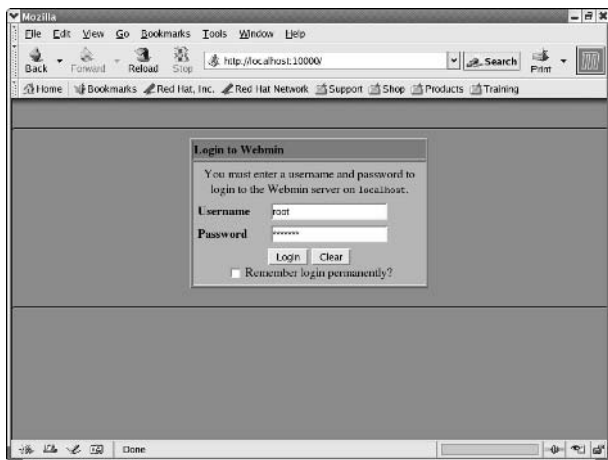 Mozilla
File Edit View Go Bookmarks Tools Window Help
Back Forward Reload Stop http://localhost:10000/ Search Print
Home Bookmarks Red Hat, Inc. Red Hat Network Support Shop Products Training
Login to Webmin
You must enter a username and password to
login to the Webmin server on localhost.
Username root
Password *******
Login Clear
Remember login permanently?
Done